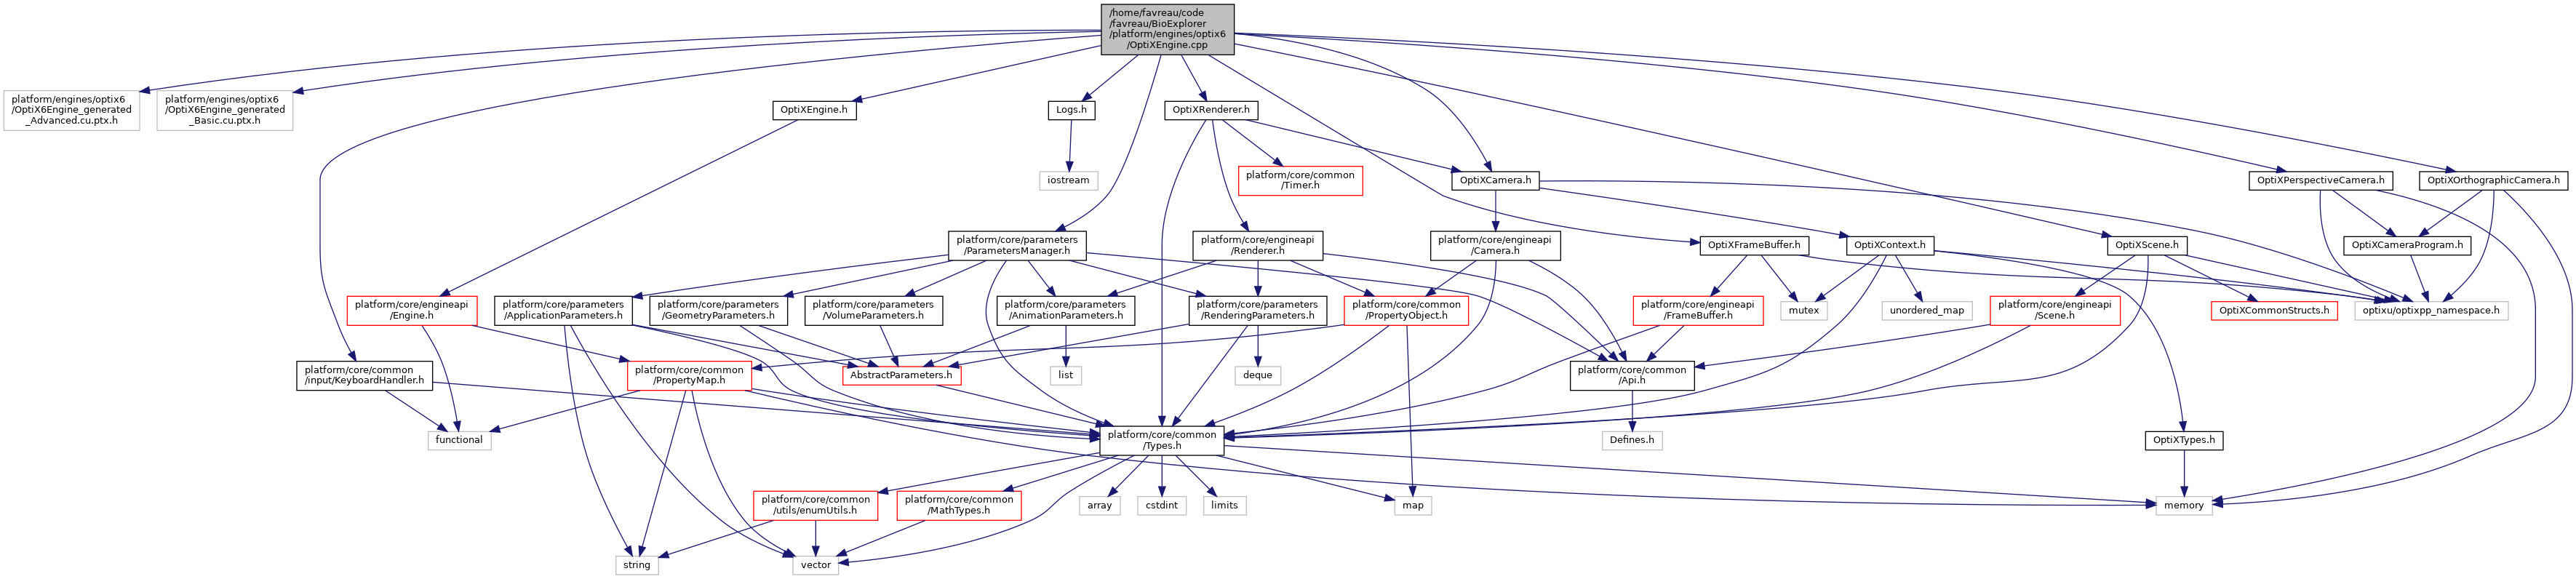 /home/favreau/code
/favreau/BioExplorer
/platform/engines/optix6
/OptiXEngine.cpp
platform/engines/optix6
/OptiX6Engine_generated
_Advanced.cu.ptx.h
platform/engines/optix6
/OptiX6Engine_generated
_Basic.cu.ptx.h
OptiXEngine.h
Logs.h
OptiXRenderer.h
iostream
platform/core/common
/Timer.h
OptiXCamera.h
OptiXPerspectiveCamera.h
OptiXOrthographicCamera.h
platform/core/parameters
/ParametersManager.h
platform/core/engineapi
/Renderer.h
platform/core/engineapi
/Camera.h
OptiXFrameBuffer.h
OptiXContext.h
OptiXScene.h
OptiXCameraProgram.h
platform/core/engineapi
/Engine.h
platform/core/parameters
/ApplicationParameters.h
platform/core/parameters
/GeometryParameters.h
platform/core/parameters
/VolumeParameters.h
platform/core/parameters
/AnimationParameters.h
platform/core/parameters
/RenderingParameters.h
platform/core/common
/PropertyObject.h
platform/core/engineapi
/FrameBuffer.h
mutex
unordered_map
platform/core/engineapi
/Scene.h
OptiXCommonStructs.h
optixu/optixpp_namespace.h
platform/core/common
/input/KeyboardHandler.h
platform/core/common
/PropertyMap.h
AbstractParameters.h
list
deque
platform/core/common
/Api.h
functional
platform/core/common
/Types.h
Defines.h
OptiXTypes.h
platform/core/common
/utils/enumUtils.h
platform/core/common
/MathTypes.h
array
cstdint
limits
map
memory
string
vector